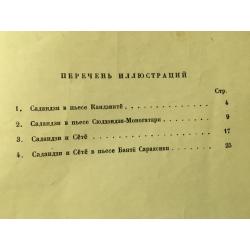 ПЕРЕЧЕНЬ ИЛЛЮСТРАЦИЙ
Стр.
1. Садандзи в пьесе Кандзинтё . . . . . . . . . . . . . . 4
2. Садандзи в пьесе Сюдзэндзи-Моногатари . . . . . . . . 9
3. Садандзи и Сётё . . . . . . . . . . . . . . . . . . 17
4. Садандзи и Сётё в пьесе Бантё Сараясики . . . . . . . 25